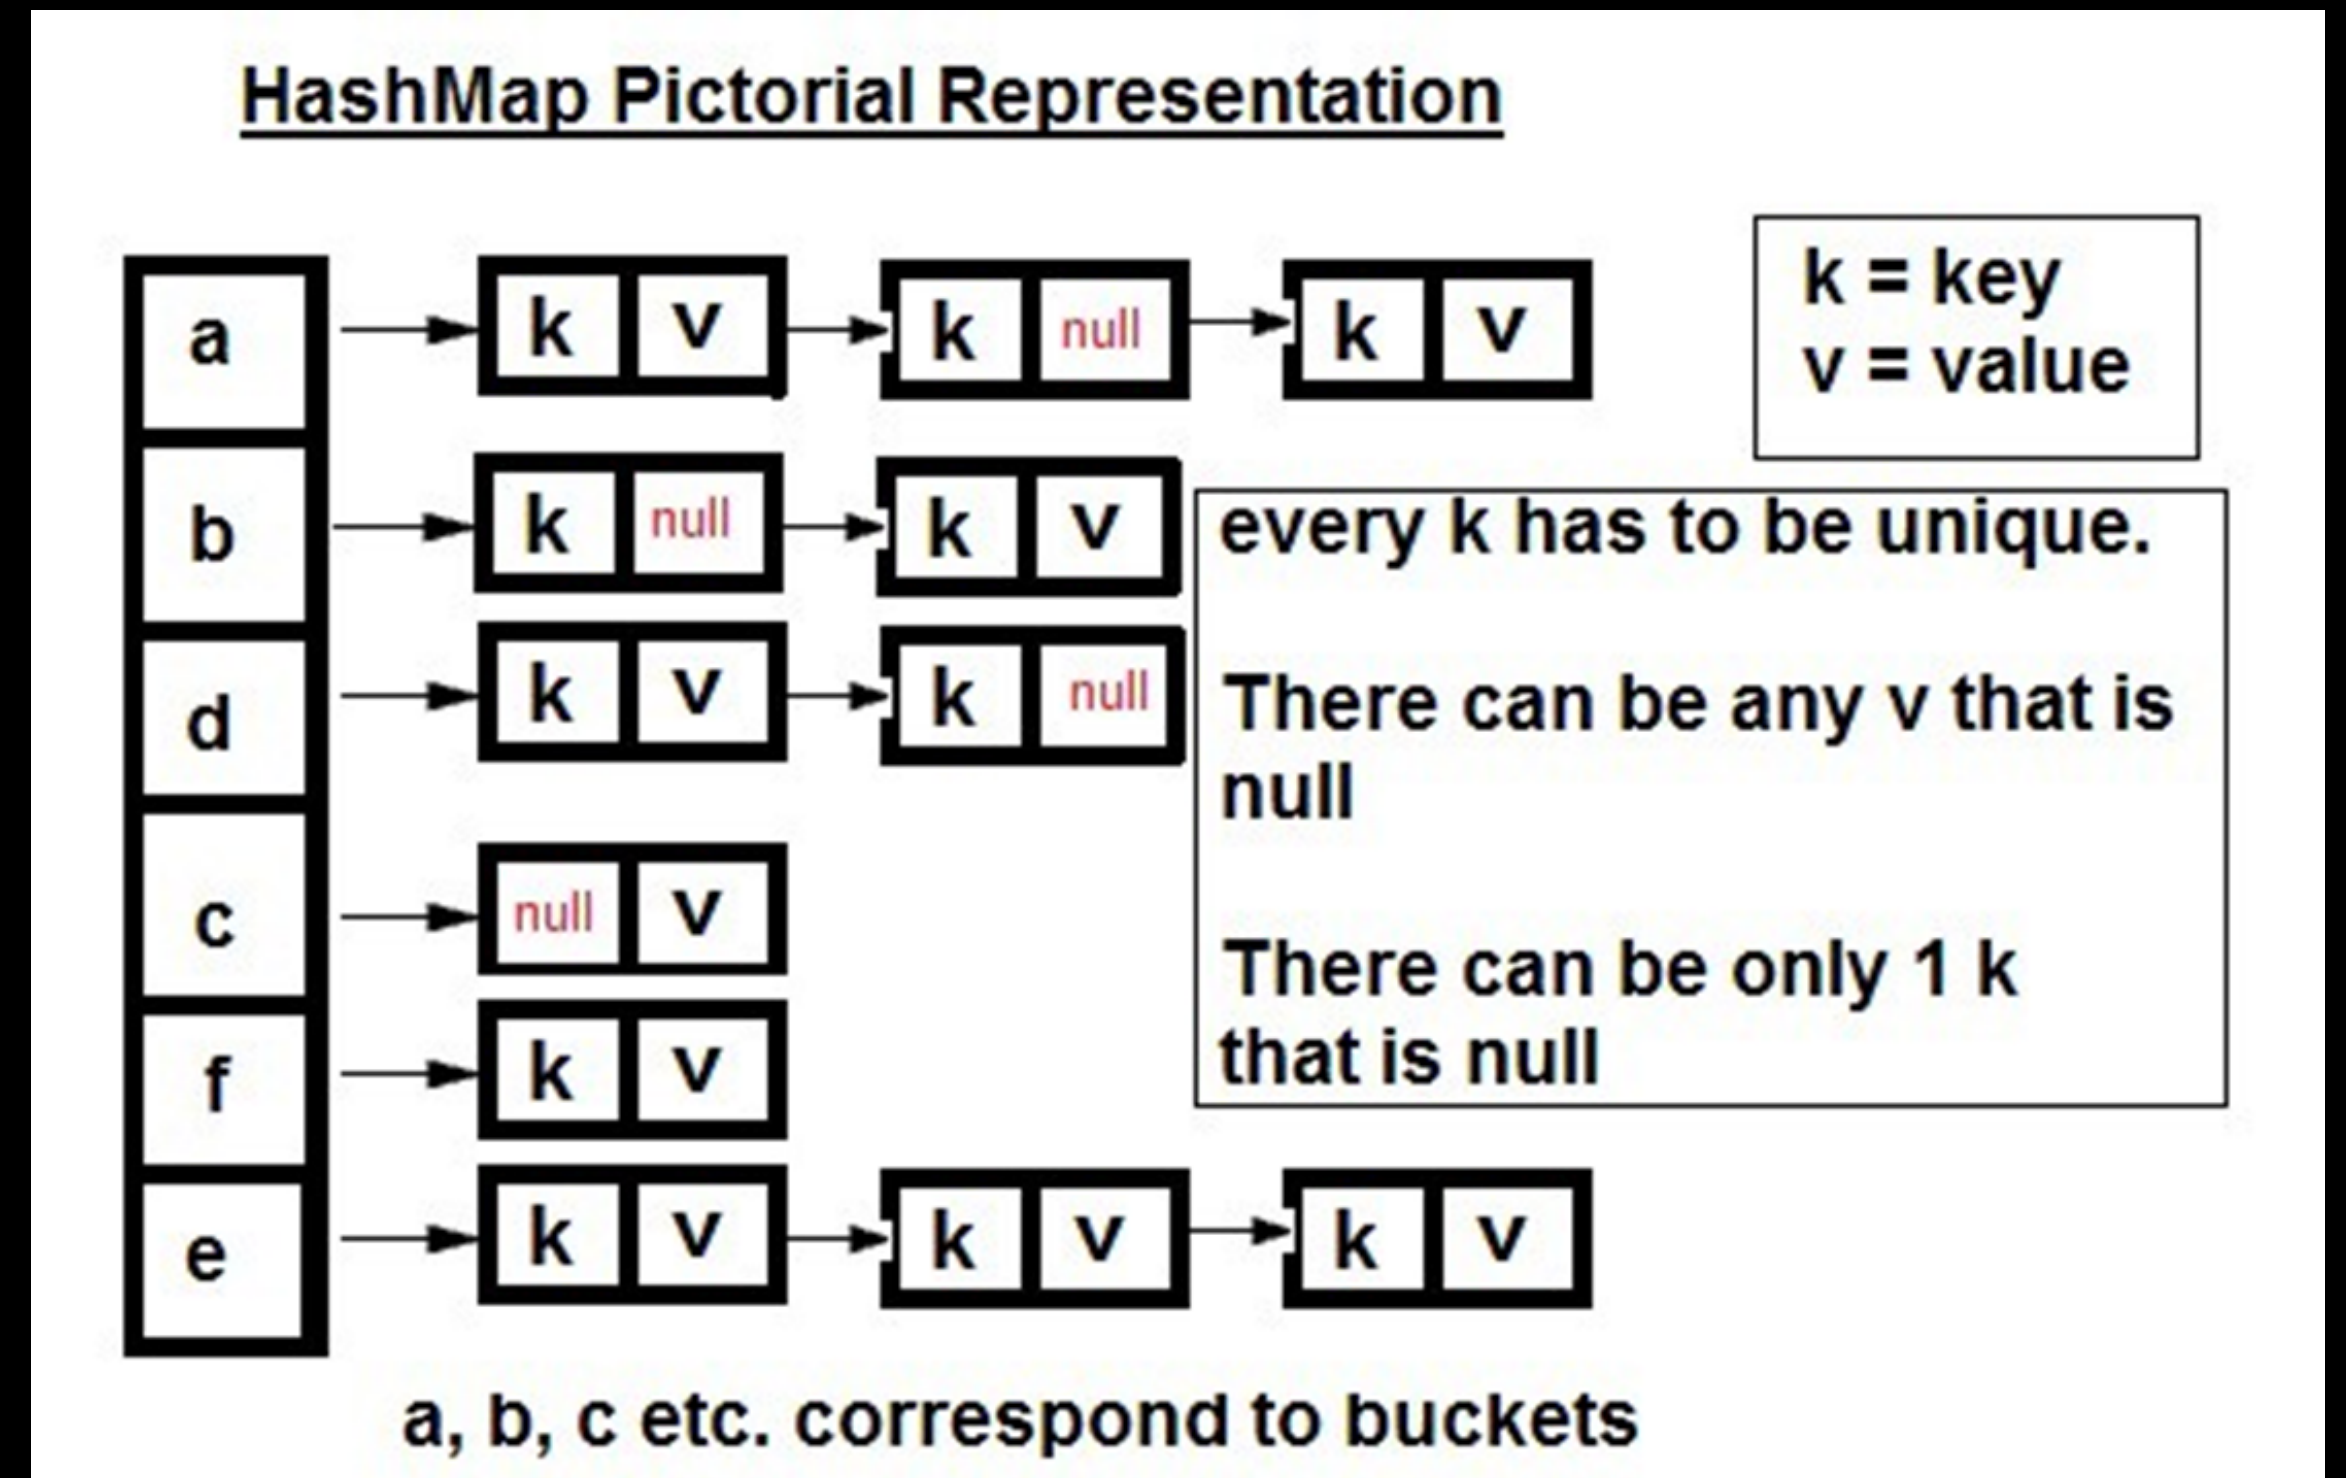 HashMap Pictorial Representation
a k v k null k v
k = key
v = value
b k null k v
every k has to be unique.
d k v k null
There can be any v that is
null
c null v
There can be only 1 k
that is null
f k v
e k v k v k v
a, b, c etc. correspond to buckets